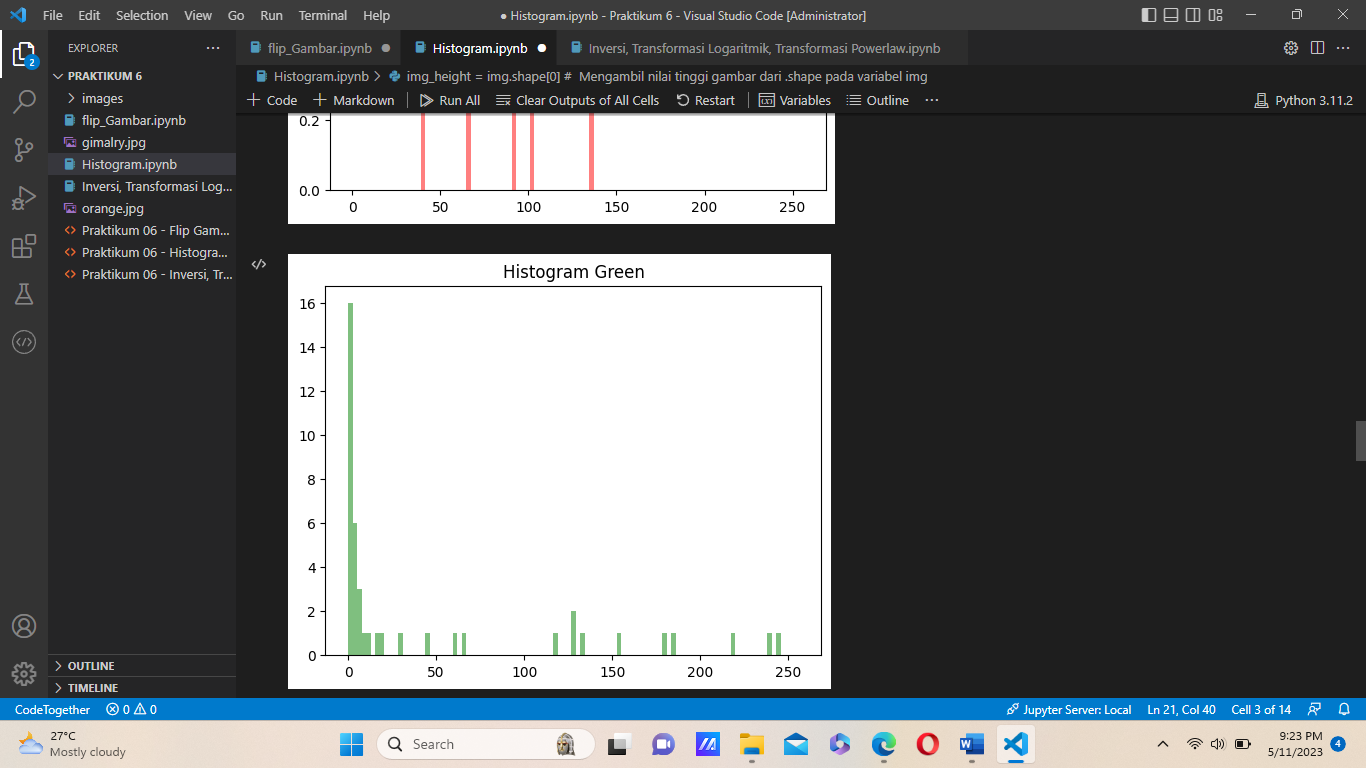 File Edit Selection View Go Run Terminal Help
● Histogram.ipynb - Praktikum 6 - Visual Studio Code [Administrator]
EXPLORER
2
PRAKTIKUM 6
images
flip_Gambar.ipynb
gimalry.jpg
Histogram.ipynb
Inversi, Transformasi Log...
orange.jpg
Praktikum 06 - Flip Gam...
Praktikum 06 - Histogra...
Praktikum 06 - Inversi, Tr...
OUTLINE
TIMELINE
flip_Gambar.ipynb ● Histogram.ipynb ● Inversi, Transformasi Logaritmik, Transformasi Powerlaw.ipynb
Histogram.ipynb > img_height = img.shape[0] # Mengambil nilai tinggi gambar dari .shape pada variabel img
+ Code + Markdown Run All Clear Outputs of All Cells Restart Variables Outline ... Python 3.11.2
0.2
0.0
0 50 100 150 200 250
Histogram Green
16
14
12
10
8
6
4
2
0
0 50 100 150 200 250
CodeTogether 0 0 Jupyter Server: Local Ln 21, Col 40 Cell 3 of 14
27°C
Mostly cloudy
Search
9:23 PM
5/11/2023
4